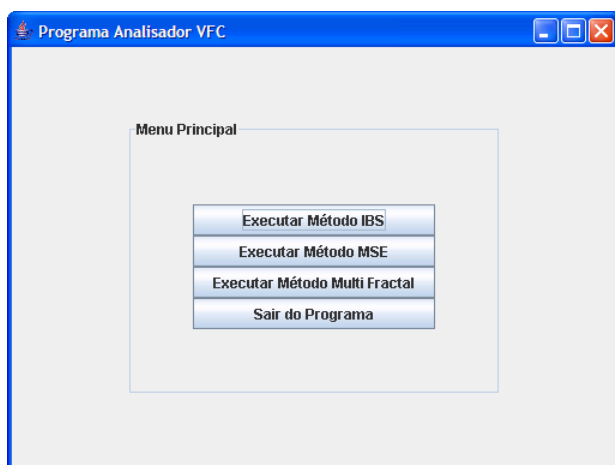 Programa Analisador VFC
Menu Principal
Executar Método IBS
Executar Método MSE
Executar Método Multi Fractal
Sair do Programa